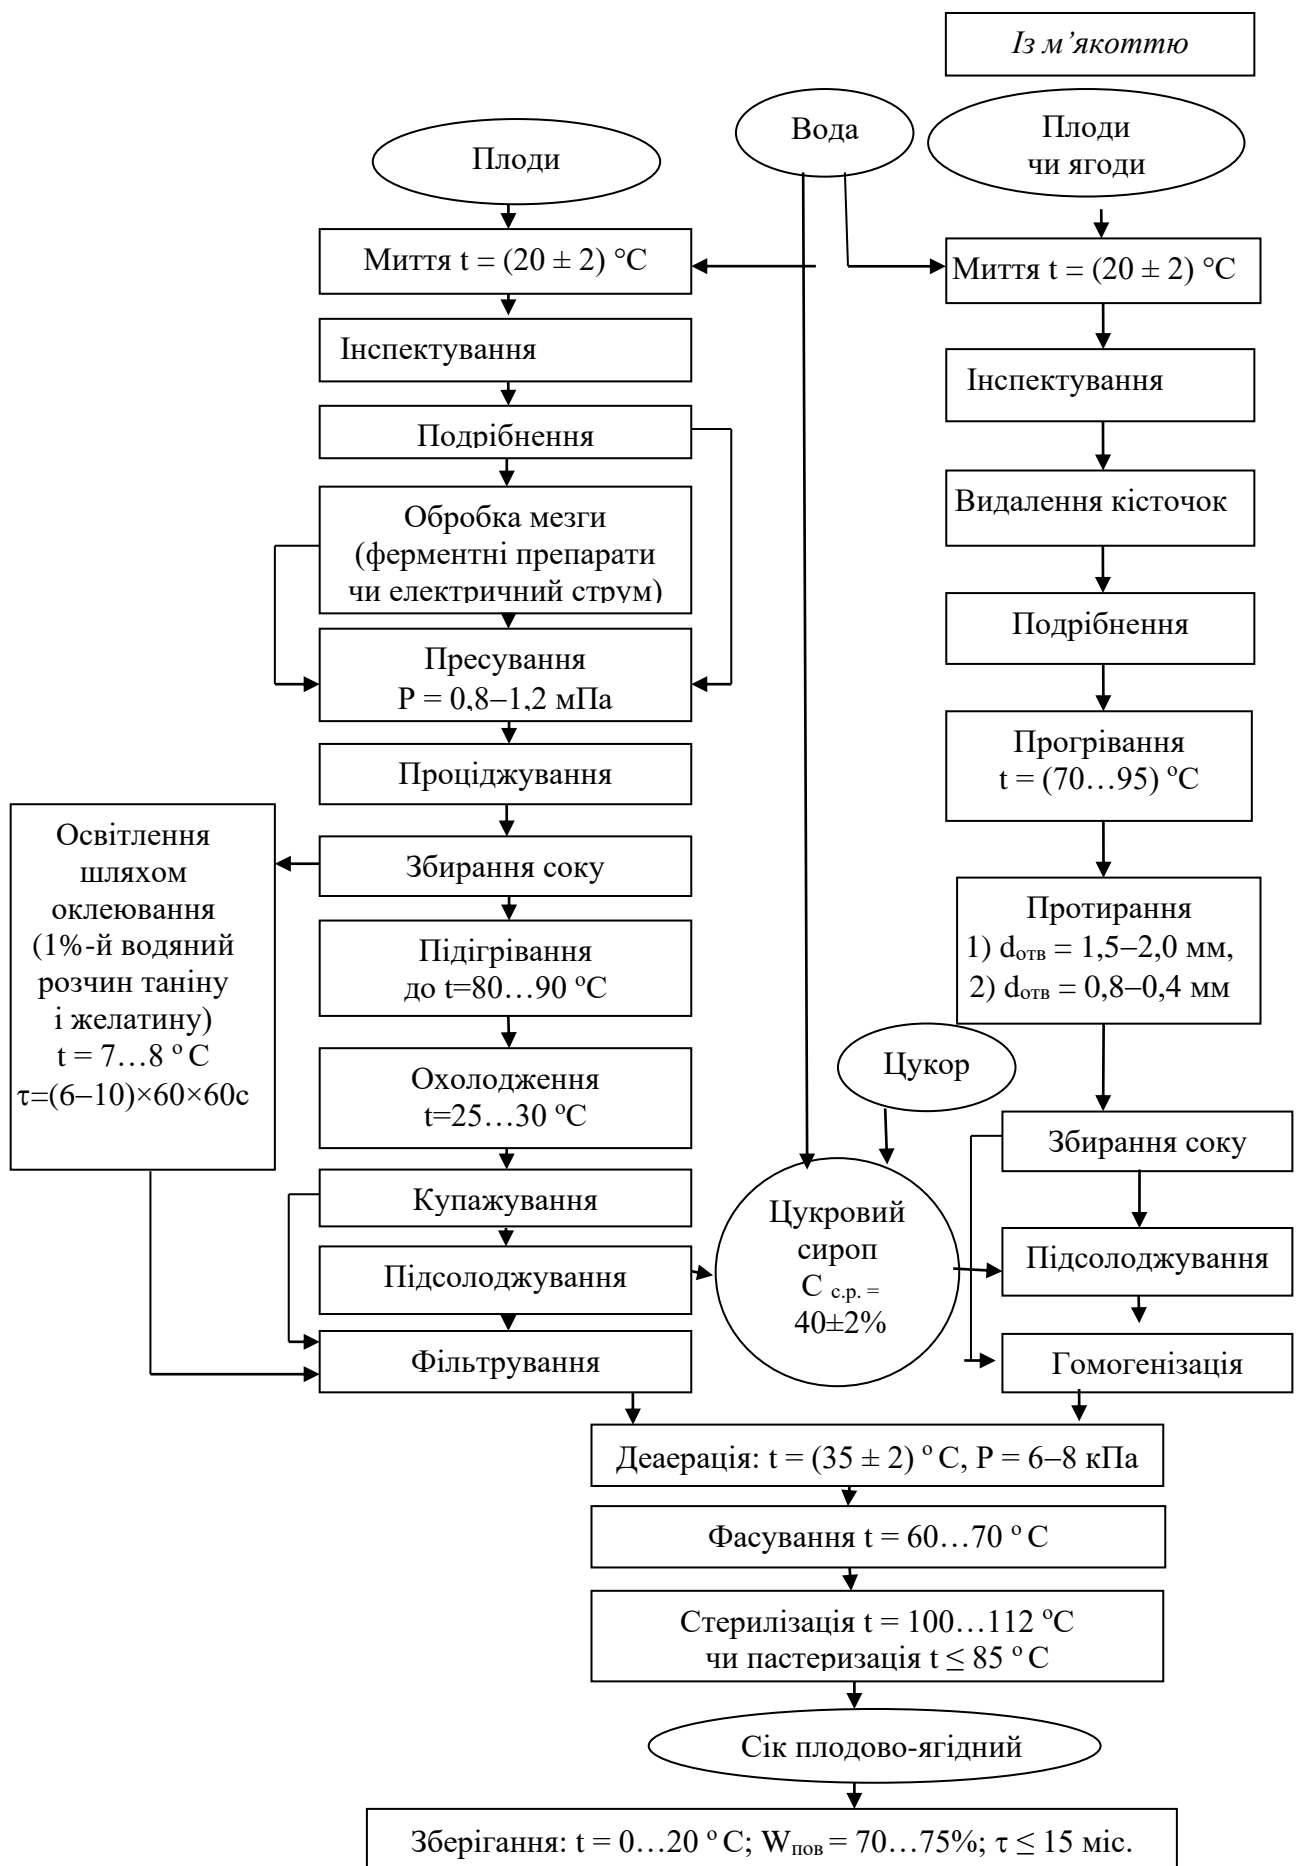 Із м’якоттю
Вода
Плоди
чи ягоди
Плоди
Миття t = (20 ± 2) °С
Миття t = (20 ± 2) °С
Інспектування
Інспектування
Подрібнення
Видалення кісточок
Обробка мезги
(ферментні препарати
чи електричний струм)
Подрібнення
Пресування
Р = 0,8–1,2 мПа
Прогрівання
t = (70…95) ºС
Проціджування
Освітлення
шляхом
оклеювання
(1%-й водяний
розчин таніну
і желатину)
t = 7…8 º С
τ=(6–10)×60×60с
Збирання соку
Протирання
1) dотв = 1,5–2,0 мм,
2) dотв = 0,8–0,4 мм
Підігрівання
до t=80…90 ºС
Цукор
Охолодження
t=25…30 ºС
Збирання соку
Купажування
Цукровий
сироп
С с.р. =
40±2%
Підсолоджування
Підсолоджування
Фільтрування
Гомогенізація
Деаерація: t = (35 ± 2) º С, Р = 6–8 кПа
Фасування t = 60…70 º С
Стерилізація t = 100…112 ºС
чи пастеризація t ≤ 85 º С
Сік плодово-ягідний
Зберігання: t = 0…20 º С; Wпов = 70…75%; τ ≤ 15 міс.